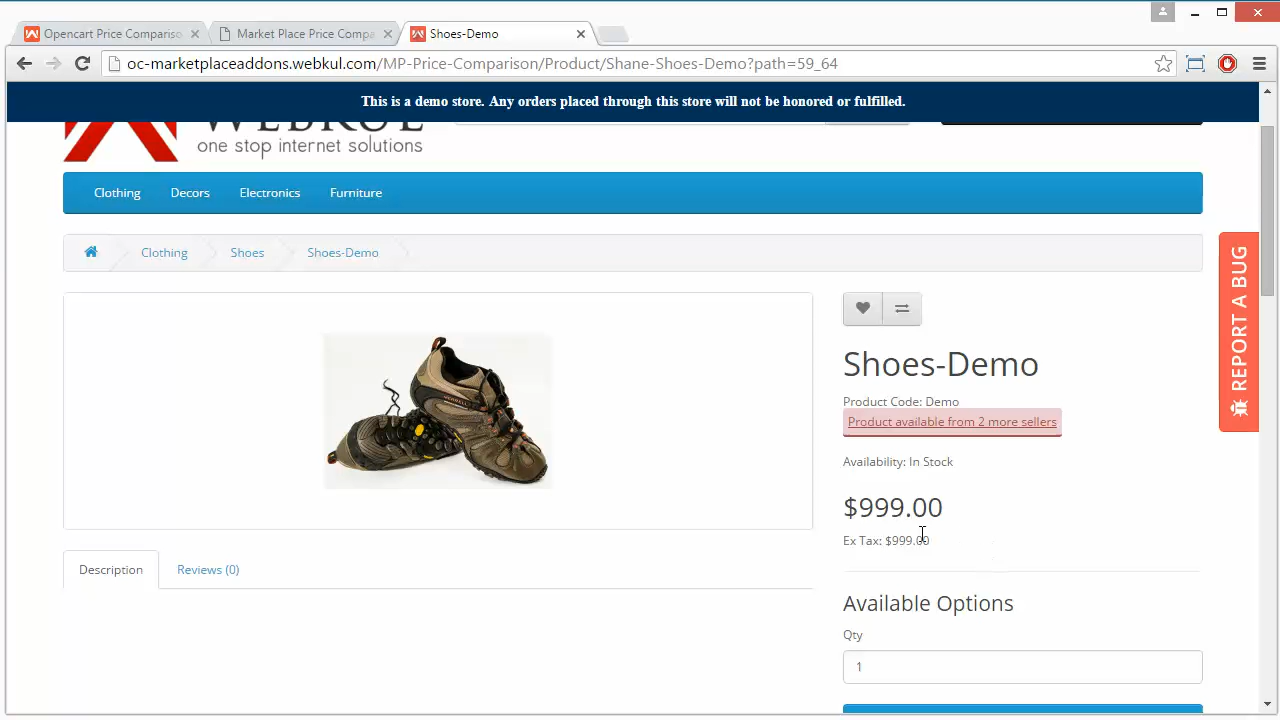 Opencart Price Compariso
Market Place Price Compa
Shoes-Demo
oc-marketplaceaddons.webkul.com/MP-Price-Comparison/Product/Shane-Shoes-Demo?path=59_64
This is a demo store. Any orders placed through this store will not be honored or fulfilled.
WEBKUL
one stop internet solutions
Clothing Decors Electronics Furniture
Clothing Shoes Shoes-Demo
REPORT A BUG
Shoes-Demo
Product Code: Demo
Product available from 2 more sellers
Availability: In Stock
$999.00
Ex Tax: $999.00
Description Reviews (0)
Available Options
Qty
1